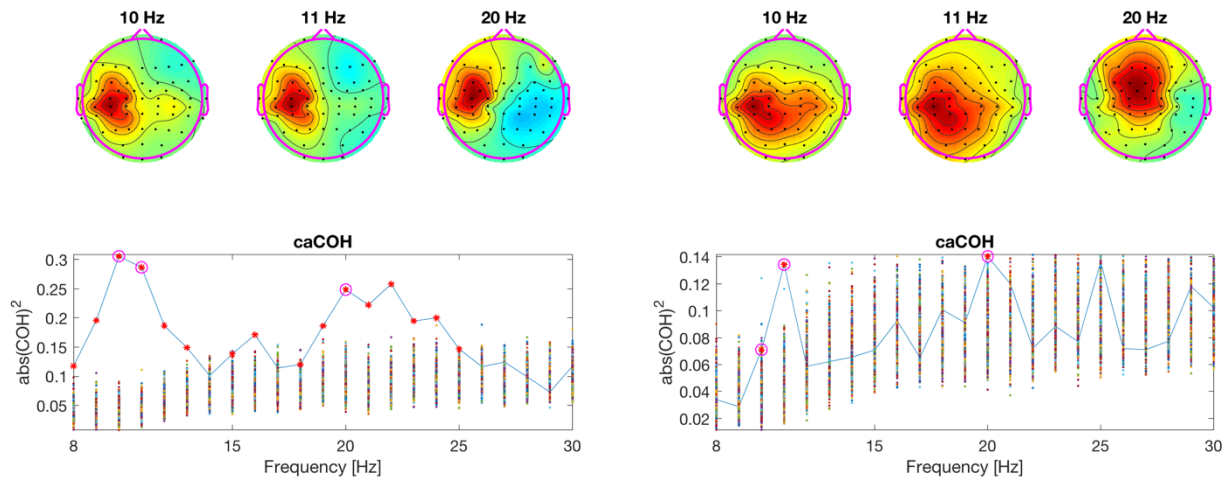 10 Hz 11 Hz 20 Hz
10 Hz 11 Hz 20 Hz
caCOH
abs(COH)²
0.3
0.25
0.2
0.15
0.1
0.05
8 15 20 25 30
Frequency [Hz]
caCOH
abs(COH)²
0.14
0.12
0.1
0.08
0.06
0.04
0.02
8 15 20 25 30
Frequency [Hz]